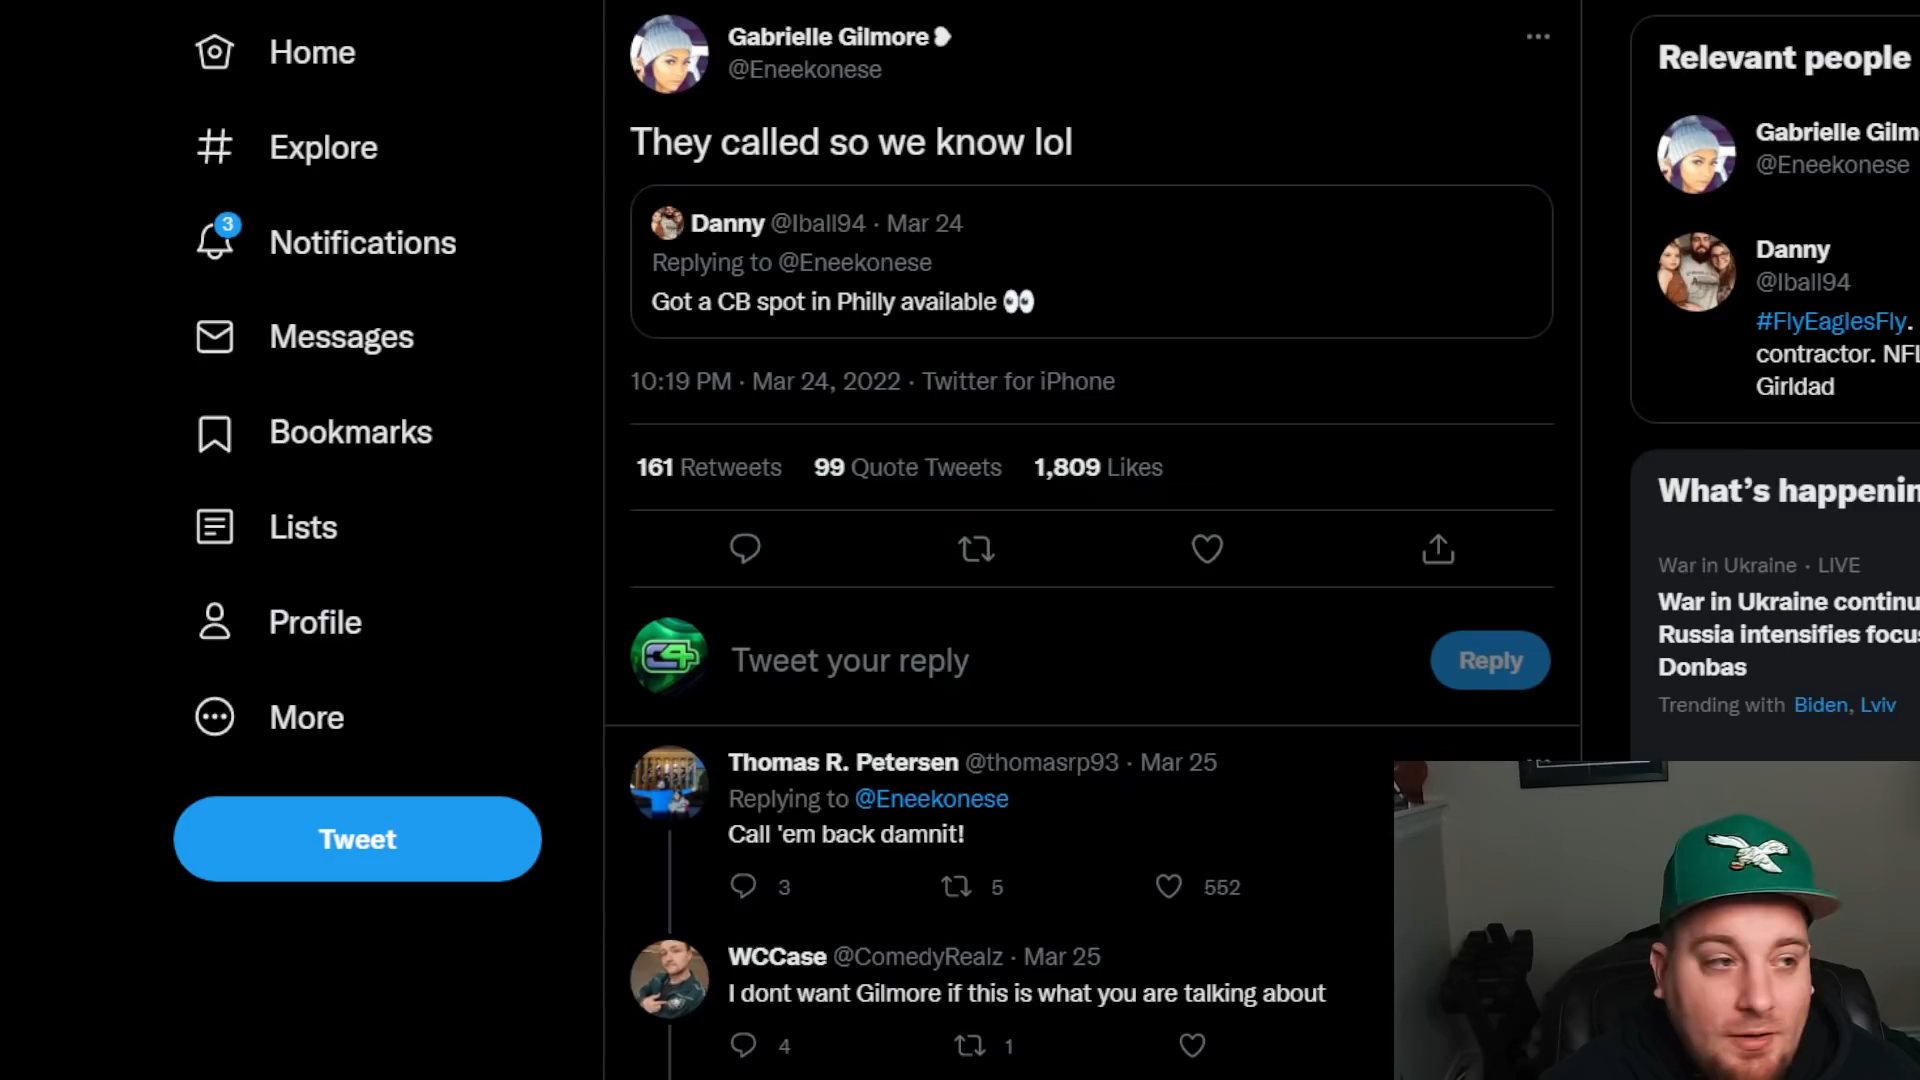 Home
Explore
3
Notifications
Messages
Bookmarks
Lists
Profile
More
Tweet
Gabrielle Gilmore
@Eneekonese
They called so we know lol
Danny @Iball94 · Mar 24
Replying to @Eneekonese
Got a CB spot in Philly available 👀
10:19 PM · Mar 24, 2022 · Twitter for iPhone
161 Retweets 99 Quote Tweets 1,809 Likes
Tweet your reply
Reply
Thomas R. Petersen @thomasrp93 · Mar 25
Replying to @Eneekonese
Call 'em back damnit!
3 5 552
WCCase @ComedyRealz · Mar 25
I dont want Gilmore if this is what you are talking about
4 1
Relevant people
Gabrielle Gilm
@Eneekonese
Danny
@Iball94
#FlyEaglesFly.
contractor. NFL
Girldad
What's happenin
War in Ukraine · LIVE
War in Ukraine continu
Russia intensifies focus
Donbas
Trending with Biden, Lviv